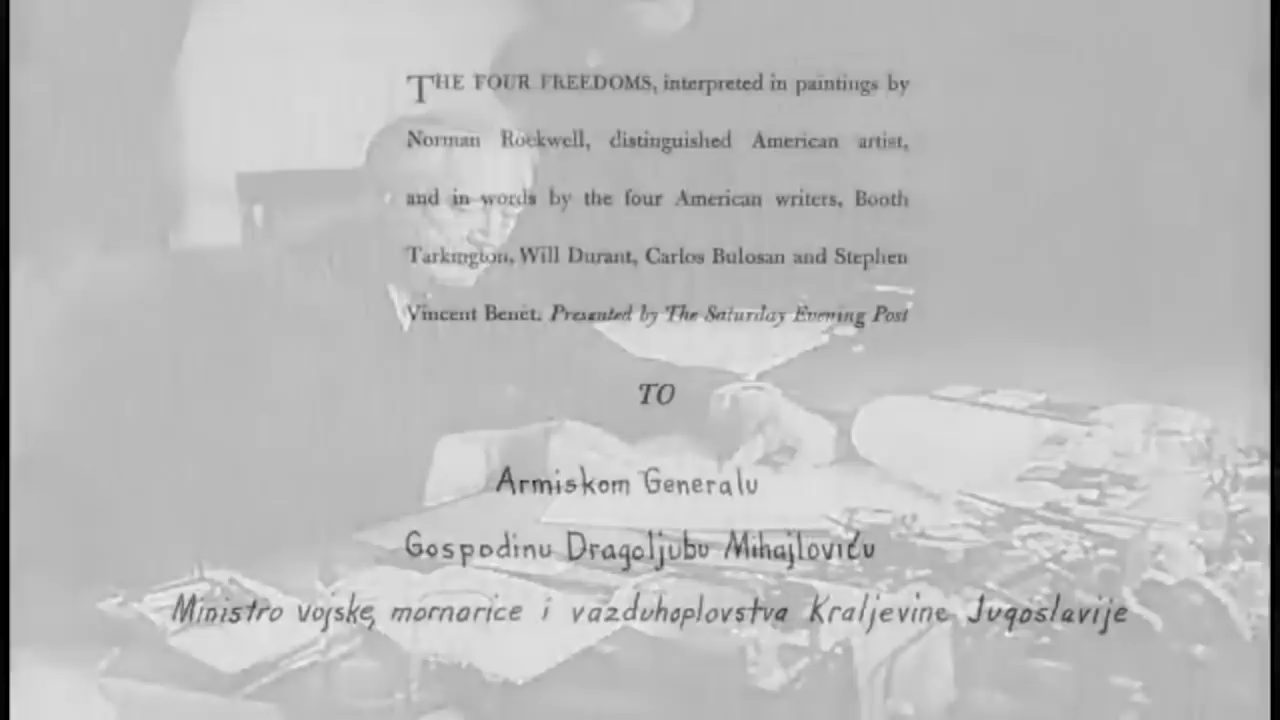 THE FOUR FREEDOMS, interpreted in paintings by
Norman Rockwell, distinguished American artist,
and in words by the four American writers, Booth
Tarkington, Will Durant, Carlos Bulosan and Stephen
Vincent Benét. Presented by The Saturday Evening Post
TO
Armiskom Generalu
Gospodinu Dragoljubu Mihajloviću
Ministro vojske, mornarice i vazduhoplovstva Kraljevine Jugoslavije